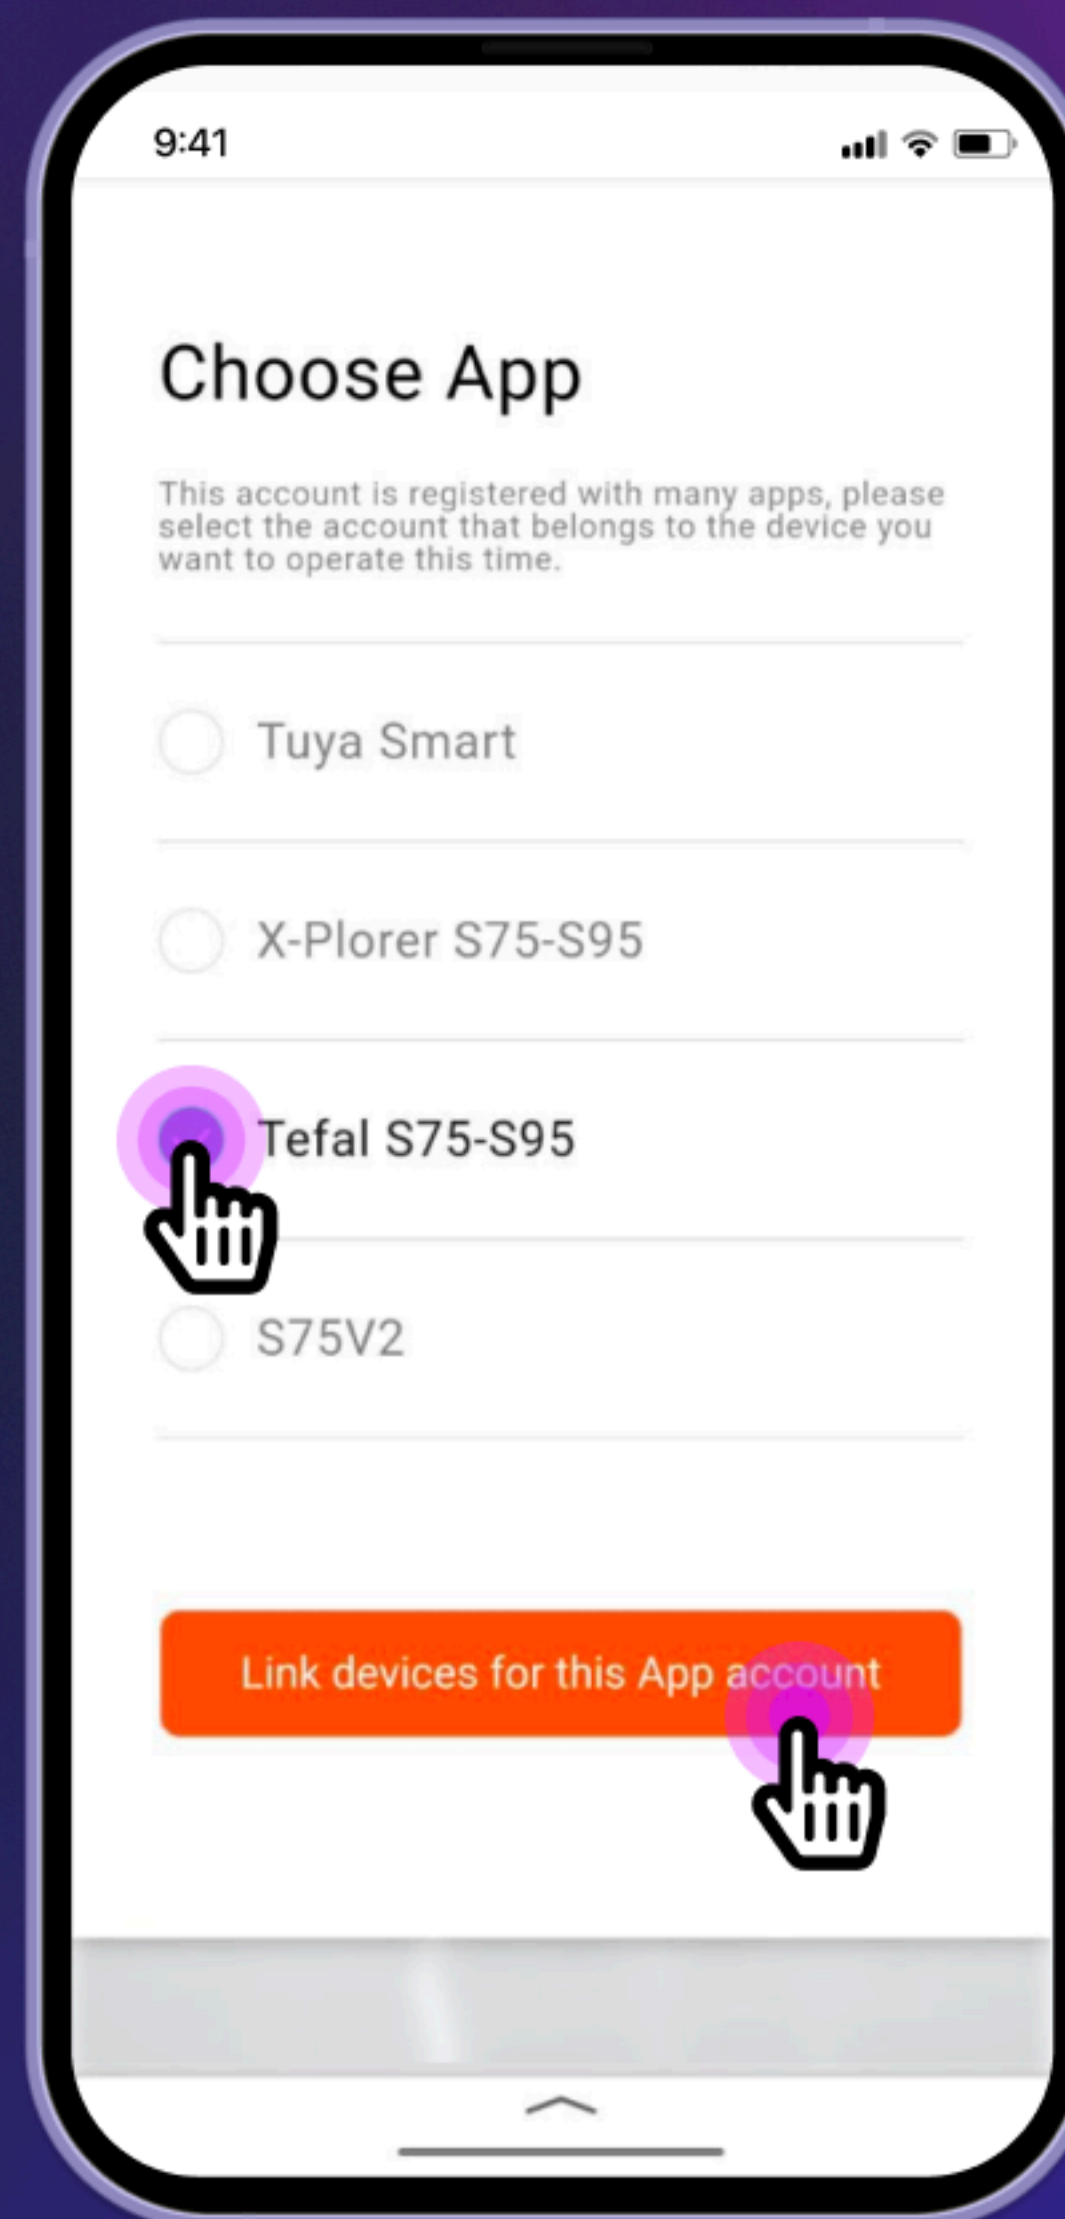 9:41
Choose App
This account is registered with many apps, please
select the account that belongs to the device you
want to operate this time.
Tuya Smart
X-Plorer S75-S95
Tefal S75-S95
S75V2
Link devices for this App account